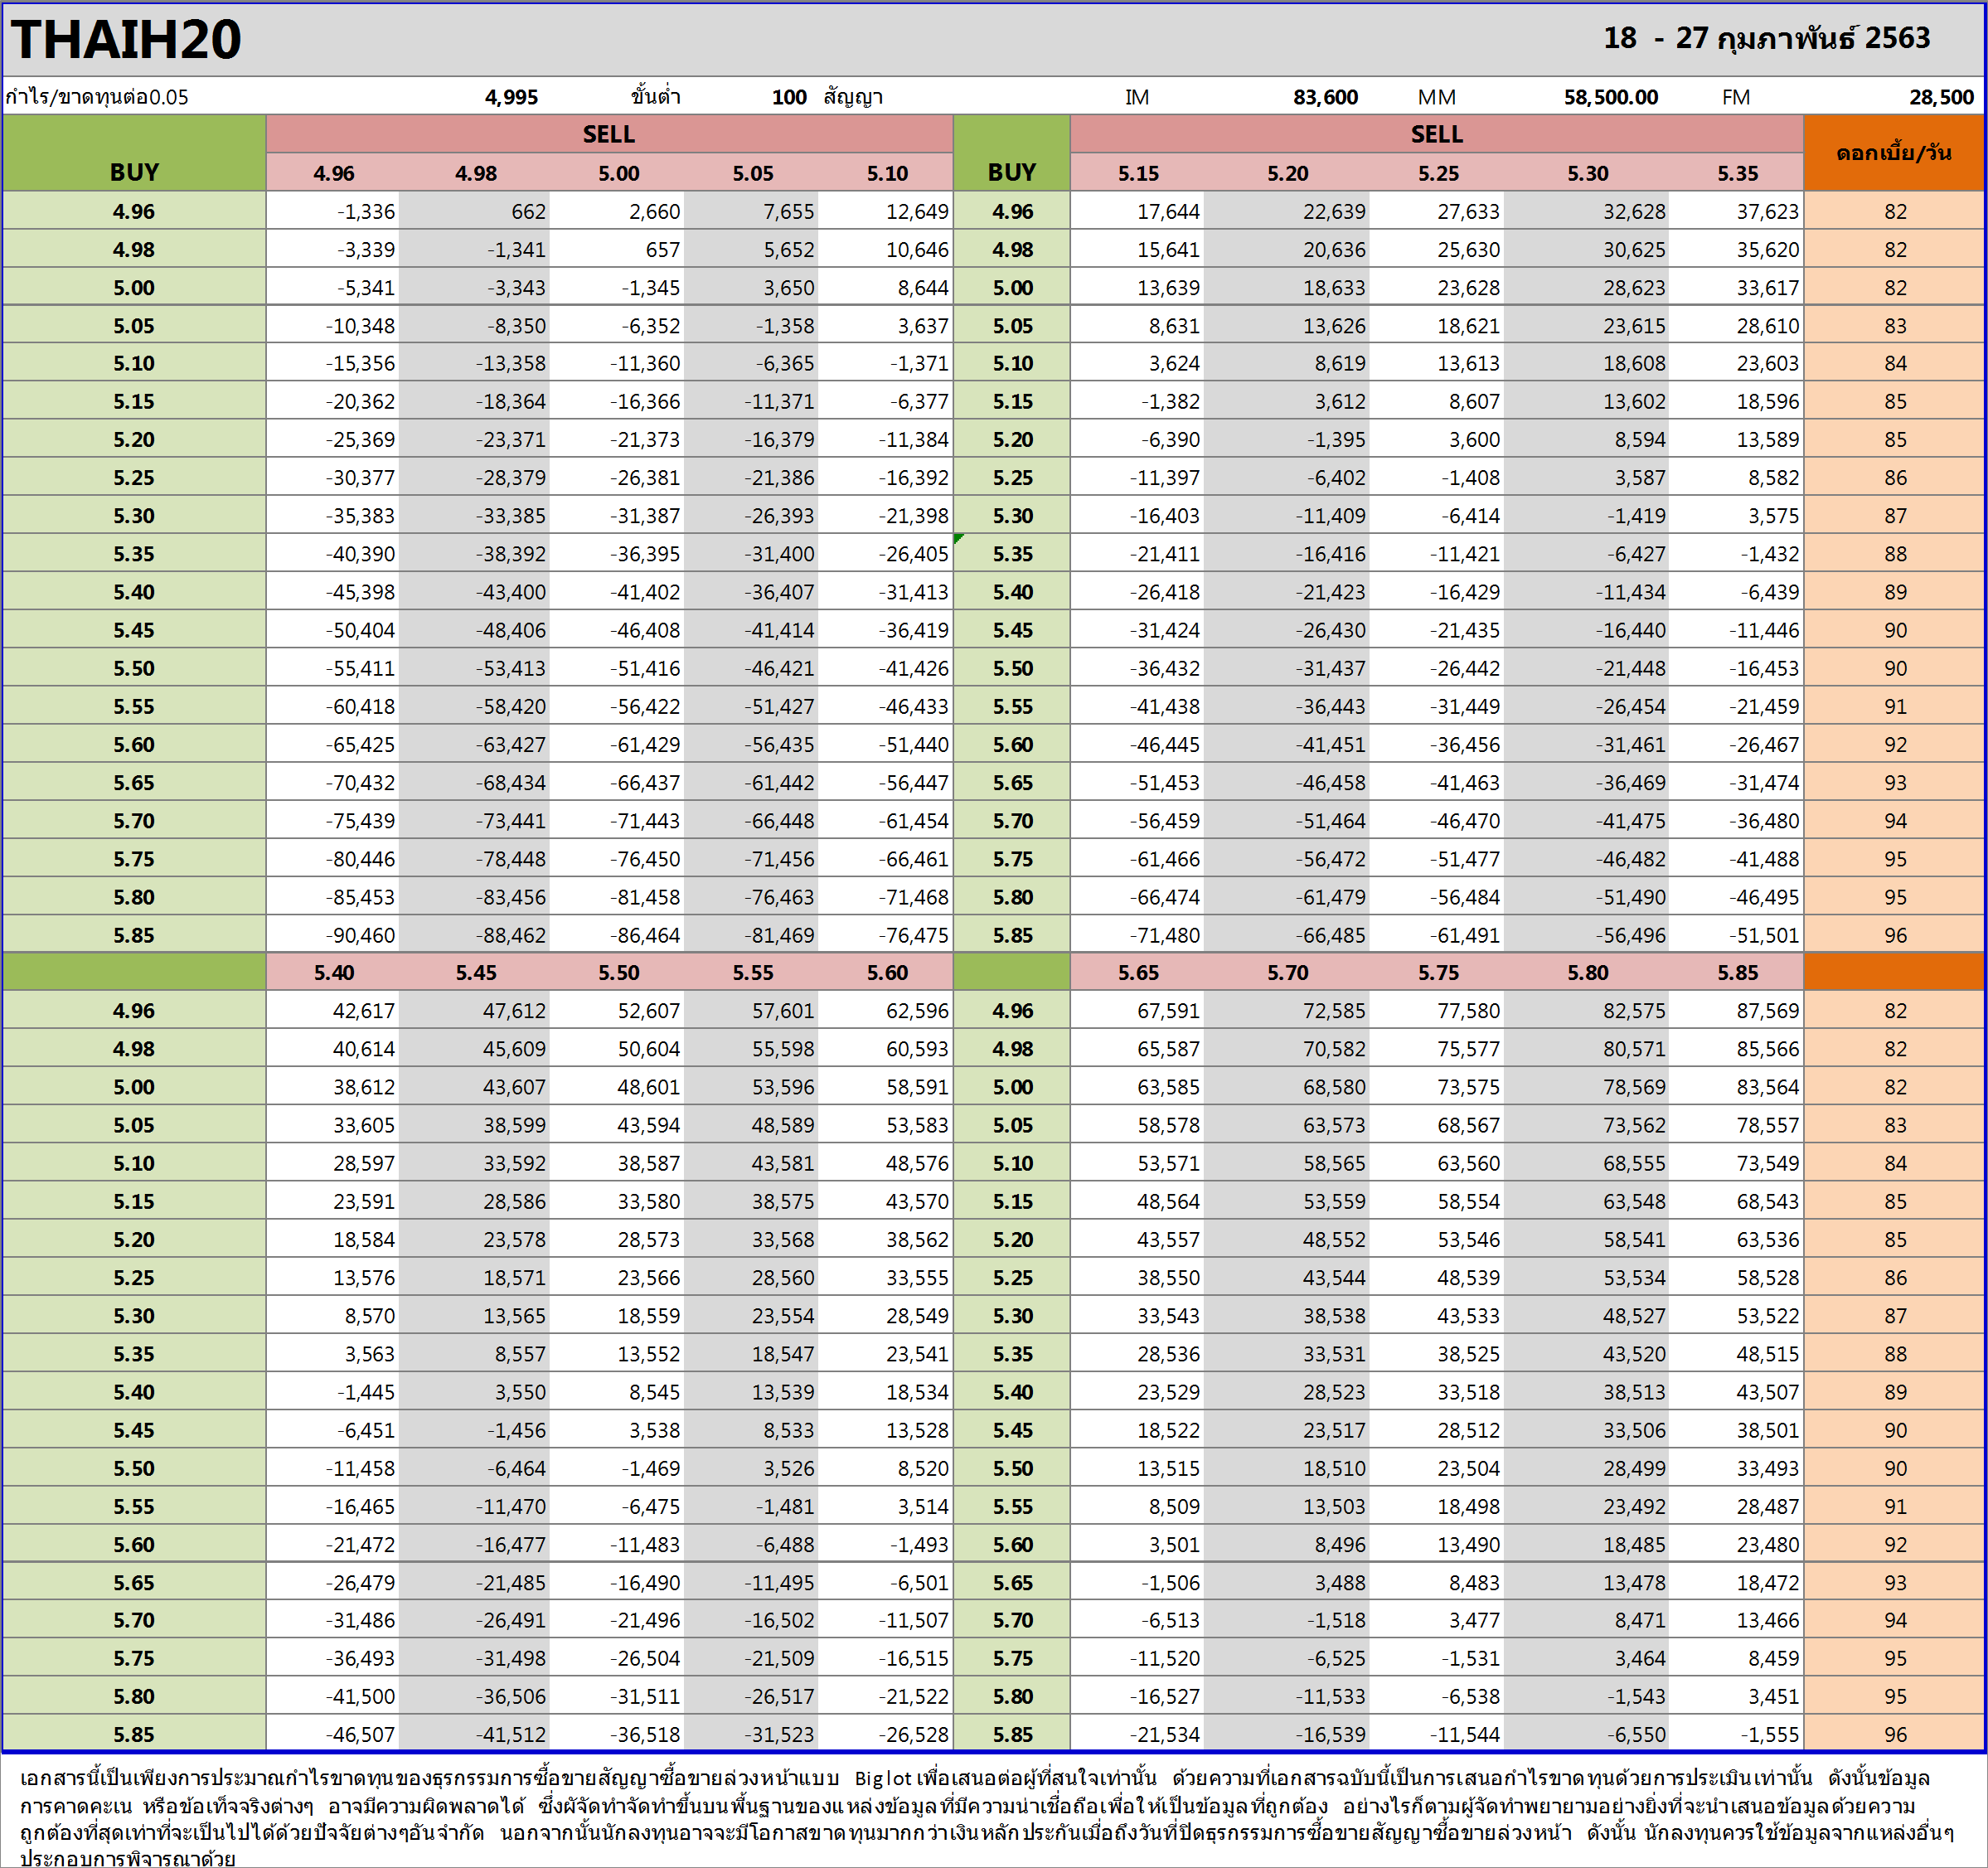 THAIH20 18 - 27 กุมภาพันธ์ 2563
กำไร/ขาดทุนต่อ0.05 4,995 ขั้นต่ำ 100 สัญญา IM 83,600 MM 58,500.00 FM 28,500
BUY SELL BUY SELL ดอกเบี้ย/วัน
4.96 4.98 5.00 5.05 5.10 5.15 5.20 5.25 5.30 5.35
4.96 -1,336 662 2,660 7,655 12,649 4.96 17,644 22,639 27,633 32,628 37,623 82
4.98 -3,339 -1,341 657 5,652 10,646 4.98 15,641 20,636 25,630 30,625 35,620 82
5.00 -5,341 -3,343 -1,345 3,650 8,644 5.00 13,639 18,633 23,628 28,623 33,617 82
5.05 -10,348 -8,350 -6,352 -1,358 3,637 5.05 8,631 13,626 18,621 23,615 28,610 83
5.10 -15,356 -13,358 -11,360 -6,365 -1,371 5.10 3,624 8,619 13,613 18,608 23,603 84
5.15 -20,362 -18,364 -16,366 -11,371 -6,377 5.15 -1,382 3,612 8,607 13,602 18,596 85
5.20 -25,369 -23,371 -21,373 -16,379 -11,384 5.20 -6,390 -1,395 3,600 8,594 13,589 85
5.25 -30,377 -28,379 -26,381 -21,386 -16,392 5.25 -11,397 -6,402 -1,408 3,587 8,582 86
5.30 -35,383 -33,385 -31,387 -26,393 -21,398 5.30 -16,403 -11,409 -6,414 -1,419 3,575 87
5.35 -40,390 -38,392 -36,395 -31,400 -26,405 5.35 -21,411 -16,416 -11,421 -6,427 -1,432 88
5.40 -45,398 -43,400 -41,402 -36,407 -31,413 5.40 -26,418 -21,423 -16,429 -11,434 -6,439 89
5.45 -50,404 -48,406 -46,408 -41,414 -36,419 5.45 -31,424 -26,430 -21,435 -16,440 -11,446 90
5.50 -55,411 -53,413 -51,416 -46,421 -41,426 5.50 -36,432 -31,437 -26,442 -21,448 -16,453 90
5.55 -60,418 -58,420 -56,422 -51,427 -46,433 5.55 -41,438 -36,443 -31,449 -26,454 -21,459 91
5.60 -65,425 -63,427 -61,429 -56,435 -51,440 5.60 -46,445 -41,451 -36,456 -31,461 -26,467 92
5.65 -70,432 -68,434 -66,437 -61,442 -56,447 5.65 -51,453 -46,458 -41,463 -36,469 -31,474 93
5.70 -75,439 -73,441 -71,443 -66,448 -61,454 5.70 -56,459 -51,464 -46,470 -41,475 -36,480 94
5.75 -80,446 -78,448 -76,450 -71,456 -66,461 5.75 -61,466 -56,472 -51,477 -46,482 -41,488 95
5.80 -85,453 -83,456 -81,458 -76,463 -71,468 5.80 -66,474 -61,479 -56,484 -51,490 -46,495 95
5.85 -90,460 -88,462 -86,464 -81,469 -76,475 5.85 -71,480 -66,485 -61,491 -56,496 -51,501 96
5.40 5.45 5.50 5.55 5.60 5.65 5.70 5.75 5.80 5.85
4.96 42,617 47,612 52,607 57,601 62,596 4.96 67,591 72,585 77,580 82,575 87,569 82
4.98 40,614 45,609 50,604 55,598 60,593 4.98 65,587 70,582 75,577 80,571 85,566 82
5.00 38,612 43,607 48,601 53,596 58,591 5.00 63,585 68,580 73,575 78,569 83,564 82
5.05 33,605 38,599 43,594 48,589 53,583 5.05 58,578 63,573 68,567 73,562 78,557 83
5.10 28,597 33,592 38,587 43,581 48,576 5.10 53,571 58,565 63,560 68,555 73,549 84
5.15 23,591 28,586 33,580 38,575 43,570 5.15 48,564 53,559 58,554 63,548 68,543 85
5.20 18,584 23,578 28,573 33,568 38,562 5.20 43,557 48,552 53,546 58,541 63,536 85
5.25 13,576 18,571 23,566 28,560 33,555 5.25 38,550 43,544 48,539 53,534 58,528 86
5.30 8,570 13,565 18,559 23,554 28,549 5.30 33,543 38,538 43,533 48,527 53,522 87
5.35 3,563 8,557 13,552 18,547 23,541 5.35 28,536 33,531 38,525 43,520 48,515 88
5.40 -1,445 3,550 8,545 13,539 18,534 5.40 23,529 28,523 33,518 38,513 43,507 89
5.45 -6,451 -1,456 3,538 8,533 13,528 5.45 18,522 23,517 28,512 33,506 38,501 90
5.50 -11,458 -6,464 -1,469 3,526 8,520 5.50 13,515 18,510 23,504 28,499 33,493 90
5.55 -16,465 -11,470 -6,475 -1,481 3,514 5.55 8,509 13,503 18,498 23,492 28,487 91
5.60 -21,472 -16,477 -11,483 -6,488 -1,493 5.60 3,501 8,496 13,490 18,485 23,480 92
5.65 -26,479 -21,485 -16,490 -11,495 -6,501 5.65 -1,506 3,488 8,483 13,478 18,472 93
5.70 -31,486 -26,491 -21,496 -16,502 -11,507 5.70 -6,513 -1,518 3,477 8,471 13,466 94
5.75 -36,493 -31,498 -26,504 -21,509 -16,515 5.75 -11,520 -6,525 -1,531 3,464 8,459 95
5.80 -41,500 -36,506 -31,511 -26,517 -21,522 5.80 -16,527 -11,533 -6,538 -1,543 3,451 95
5.85 -46,507 -41,512 -36,518 -31,523 -26,528 5.85 -21,534 -16,539 -11,544 -6,550 -1,555 96
เอกสารนี้เป็นเพียงการประมาณกำไรขาดทุนของธุรกรรมการซื้อขายสัญญาซื้อขายล่วงหน้าแบบ Big lot เพื่อเสนอต่อผู้ที่สนใจเท่านั้น ด้วยความที่เอกสารฉบับนี้เป็นการเสนอกำไรขาดทุนด้วยการประเมินเท่านั้น ดังนั้นข้อมูล
การคาดคะเน หรือข้อเท็จจริงต่างๆ อาจมีความผิดพลาดได้ ซึ่งผู้จัดทำจัดทำขึ้นบนพื้นฐานของแหล่งข้อมูลที่มีความน่าเชื่อถือเพื่อให้เป็นข้อมูลที่ถูกต้อง อย่างไรก็ตามผู้จัดทำพยายามอย่างยิ่งที่จะนำเสนอข้อมูลด้วยความ
ถูกต้องที่สุดเท่าที่จะเป็นไปได้ด้วยปัจจัยต่างๆอันจำกัด นอกจากนั้นนักลงทุนอาจจะมีโอกาสขาดทุนมากกว่าเงินหลักประกันเมื่อถึงวันที่ปิดธุรกรรมการซื้อขายสัญญาซื้อขายล่วงหน้า ดังนั้น นักลงทุนควรใช้ข้อมูลจากแหล่งอื่นๆ
ประกอบการพิจารณาด้วย